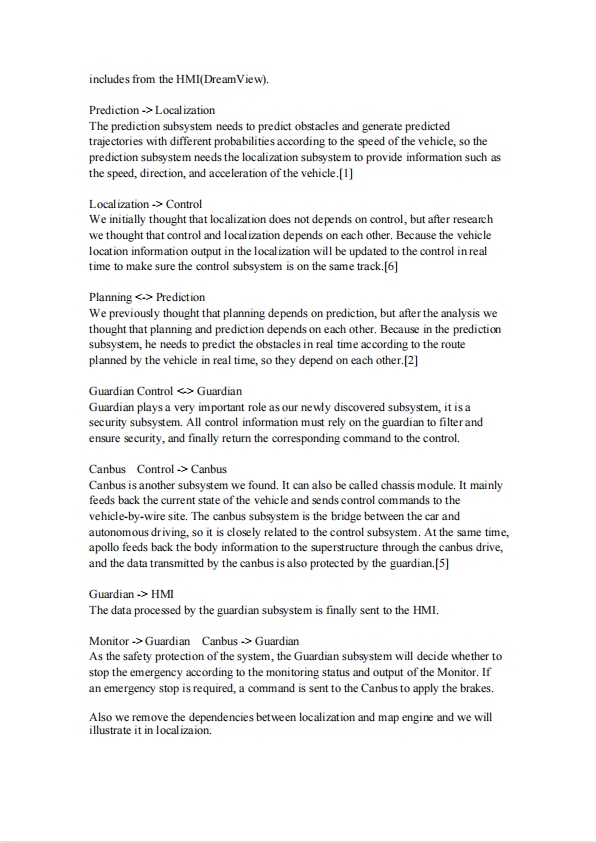 includes from the HMI(DreamView).
Prediction -> Localization
The prediction subsystem needs to predict obstacles and generate predicted
trajectories with different probabilities according to the speed of the vehicle, so the
prediction subsystem needs the localization subsystem to provide information such as
the speed, direction, and acceleration of the vehicle.[1]
Localization -> Control
We initially thought that localization does not depends on control, but after research
we thought that control and localization depends on each other. Because the vehicle
location information output in the localization will be updated to the control in real
time to make sure the control subsystem is on the same track.[6]
Planning <-> Prediction
We previously thought that planning depends on prediction, but after the analysis we
thought that planning and prediction depends on each other. Because in the prediction
subsystem, he needs to predict the obstacles in real time according to the route
planned by the vehicle in real time, so they depend on each other.[2]
Guardian Control <-> Guardian
Guardian plays a very important role as our newly discovered subsystem, it is a
security subsystem. All control information must rely on the guardian to filter and
ensure security, and finally return the corresponding command to the control.
Canbus Control -> Canbus
Canbus is another subsystem we found. It can also be called chassis module. It mainly
feeds back the current state of the vehicle and sends control commands to the
vehicle-by-wire site. The canbus subsystem is the bridge between the car and
autonomous driving, so it is closely related to the control subsystem. At the same time,
apollo feeds back the body information to the superstructure through the canbus drive,
and the data transmitted by the canbus is also protected by the guardian.[5]
Guardian -> HMI
The data processed by the guardian subsystem is finally sent to the HMI.
Monitor -> Guardian Canbus -> Guardian
As the safety protection of the system, the Guardian subsystem will decide whether to
stop the emergency according to the monitoring status and output of the Monitor. If
an emergency stop is required, a command is sent to the Canbus to apply the brakes.
Also we remove the dependencies between localization and map engine and we will
illustrate it in localizaion.